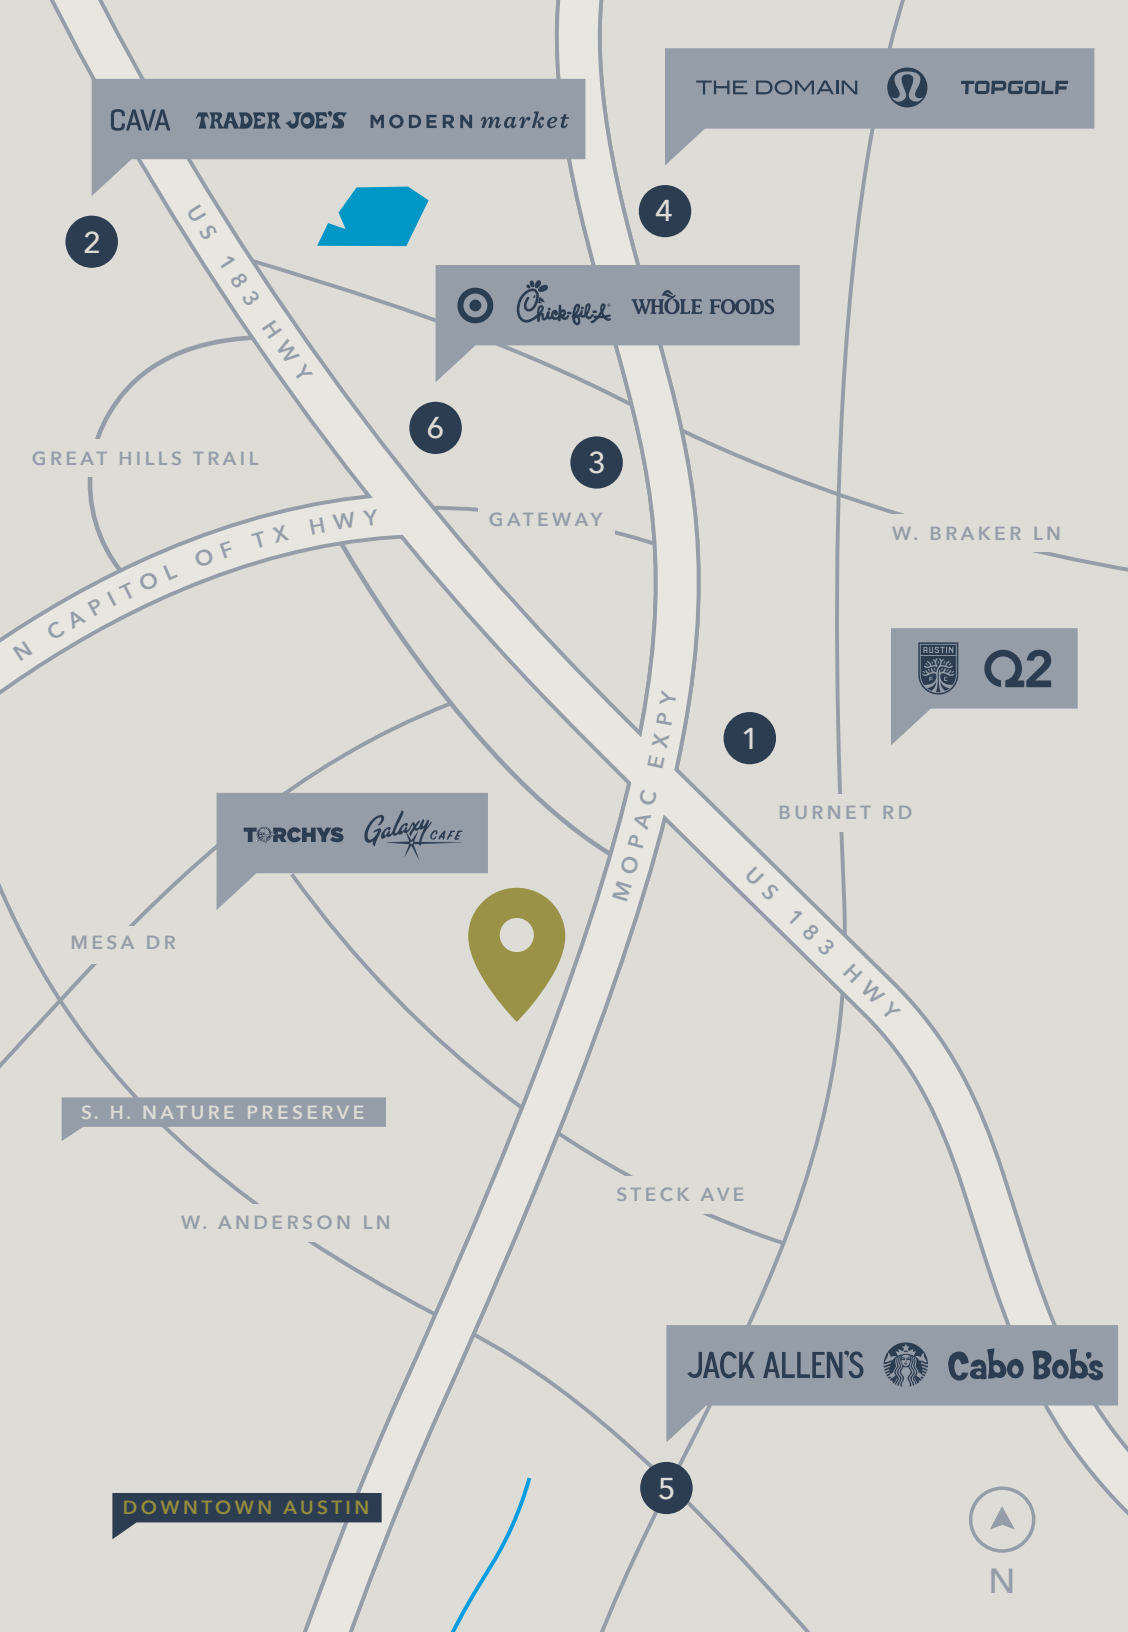 THE DOMAIN TOPGOLF
CAVA TRADER JOE'S MODERN market
4
2
US 183 HWY
Chick-fil-A WHOLE FOODS
6
3
GREAT HILLS TRAIL
GATEWAY
N CAPITOL OF TX HWY
W. BRAKER LN
AUSTIN FC Q2
1
MOPAC EXPY
BURNET RD
TORCHYS Galaxy CAFE
US 183 HWY
MESA DR
S. H. NATURE PRESERVE
STECK AVE
W. ANDERSON LN
JACK ALLEN'S Cabo Bob's
5
DOWNTOWN AUSTIN
N